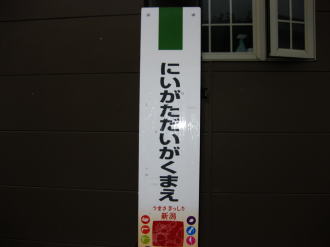 にいがただいがくまえ
うまさぎっしり
新潟